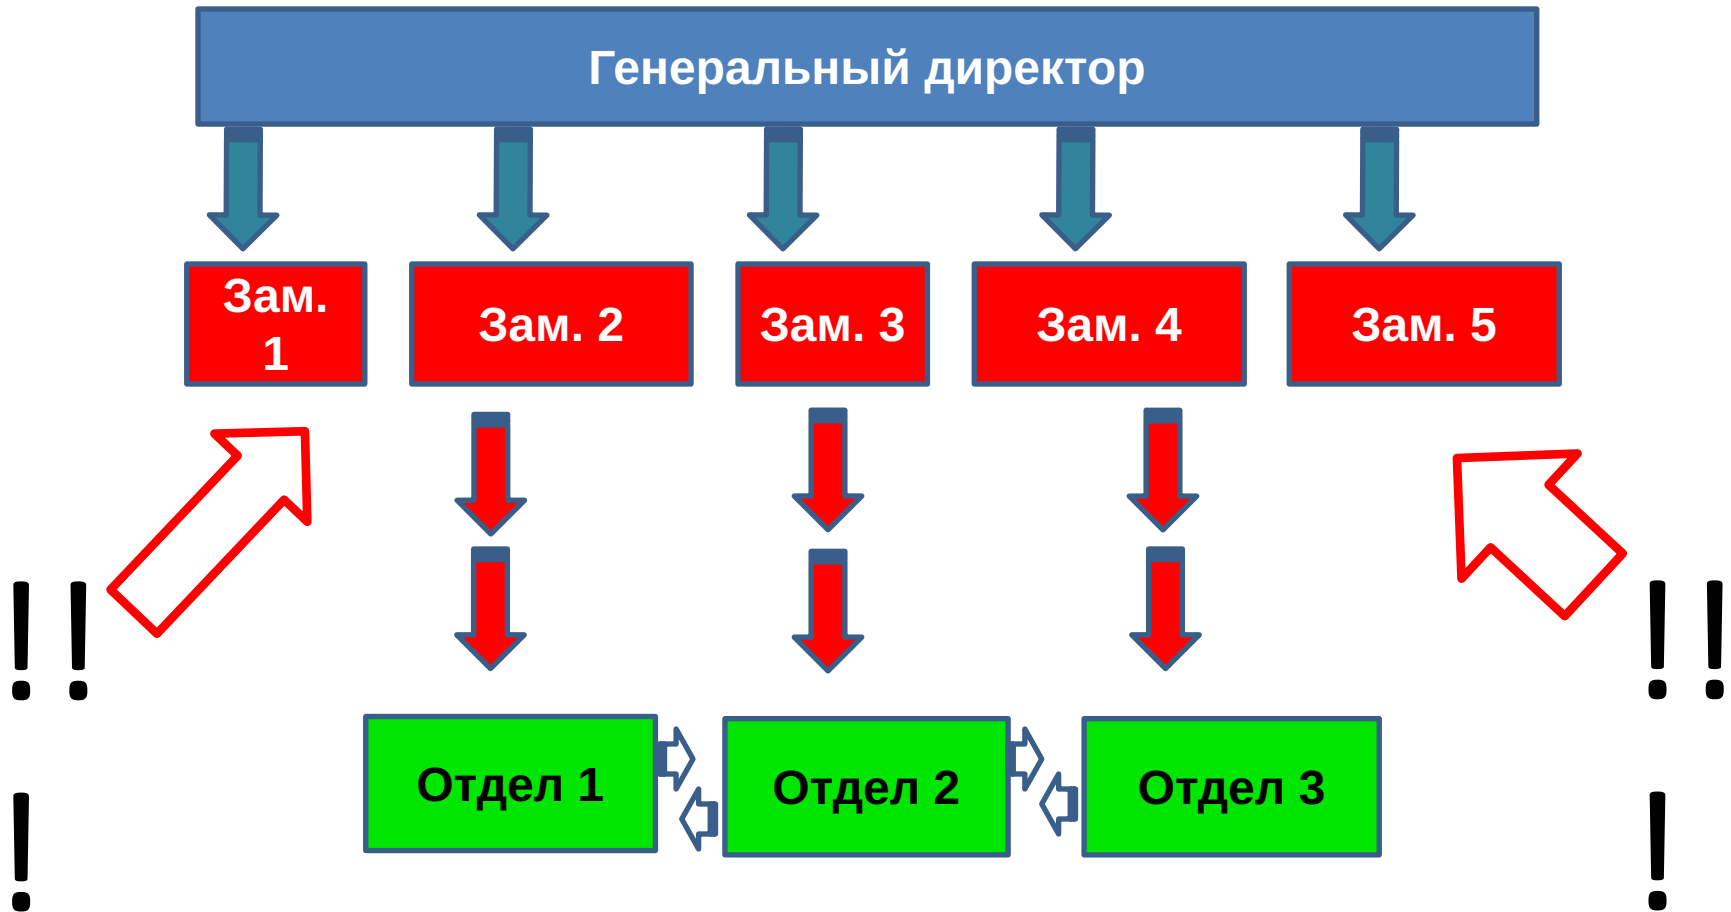 Генеральный директор
Зам.
1
Зам. 2
Зам. 3
Зам. 4
Зам. 5
!!
!
!!
!
Отдел 1
Отдел 2
Отдел 3